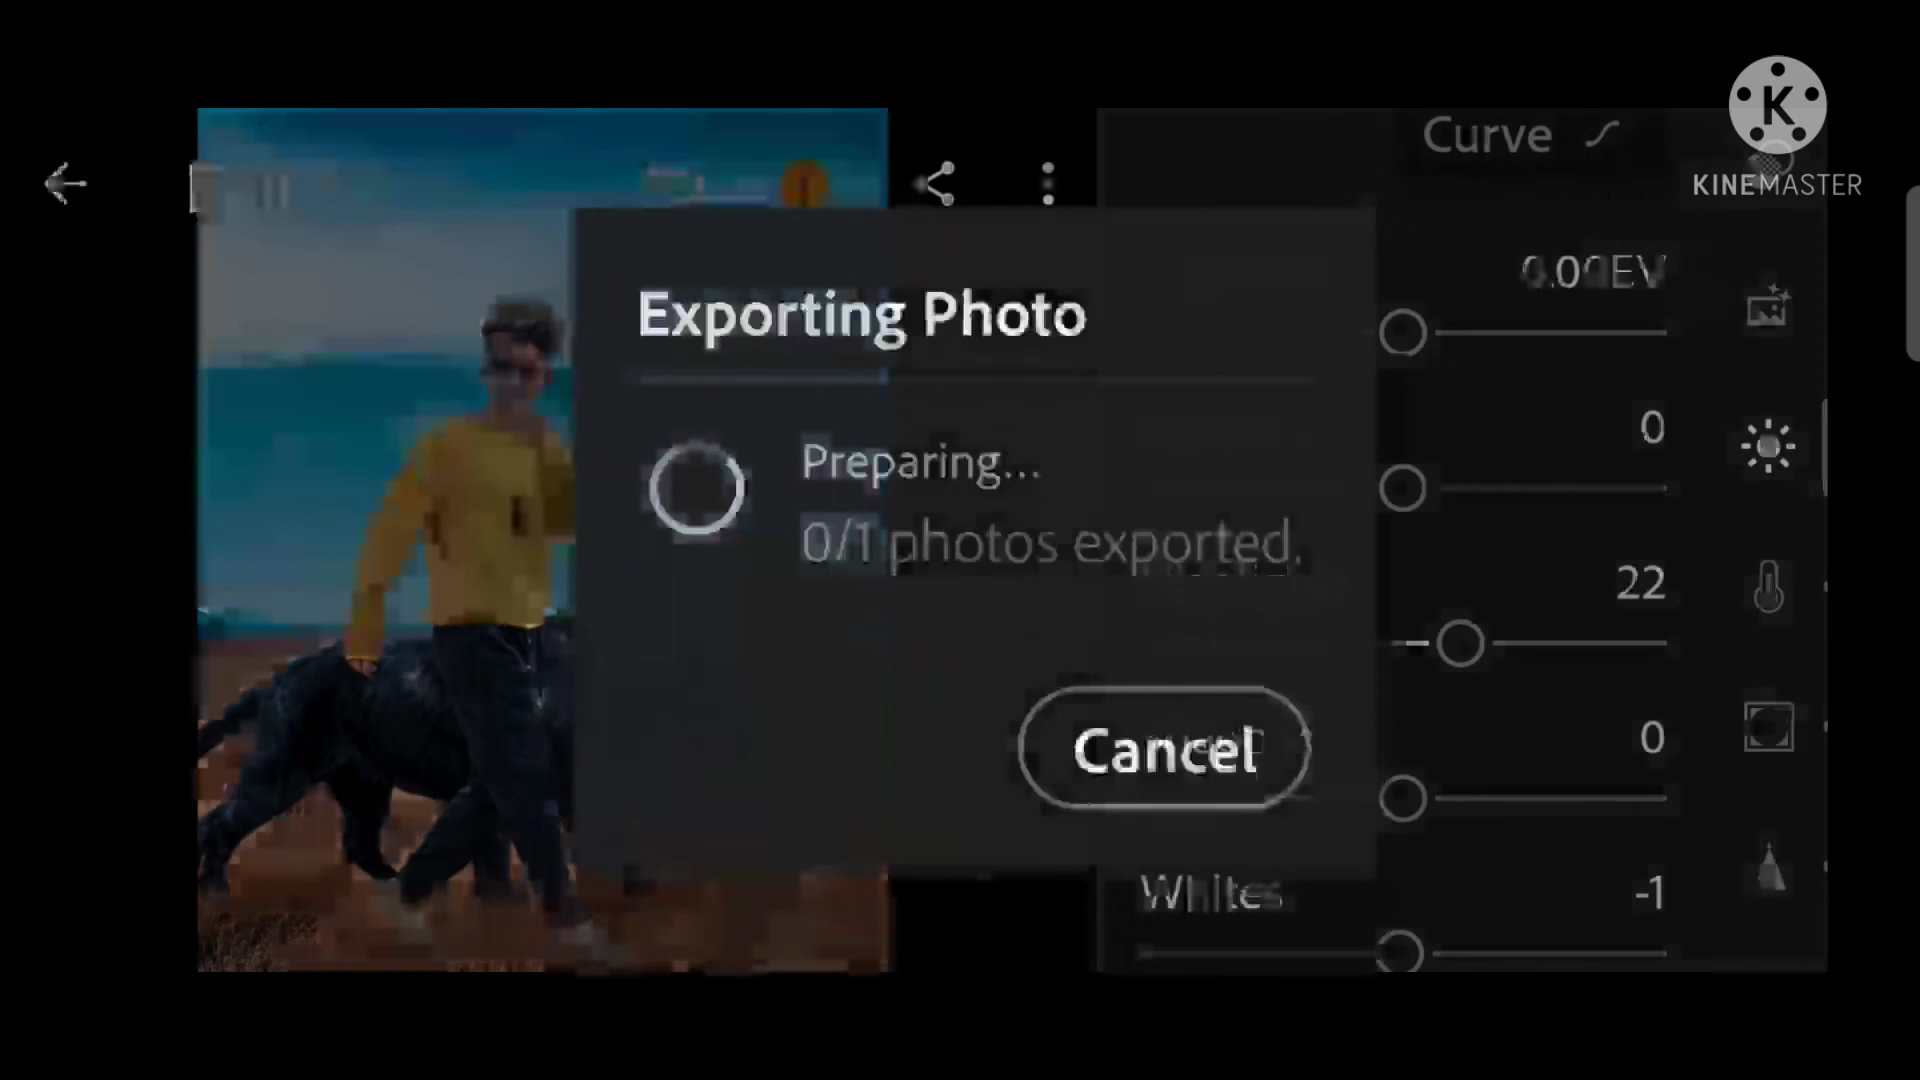 Curve
K
KINEMASTER
0.00EV
Exporting Photo
0
Preparing...
0/1 photos exported.
22
0
Cancel
Whites
-1